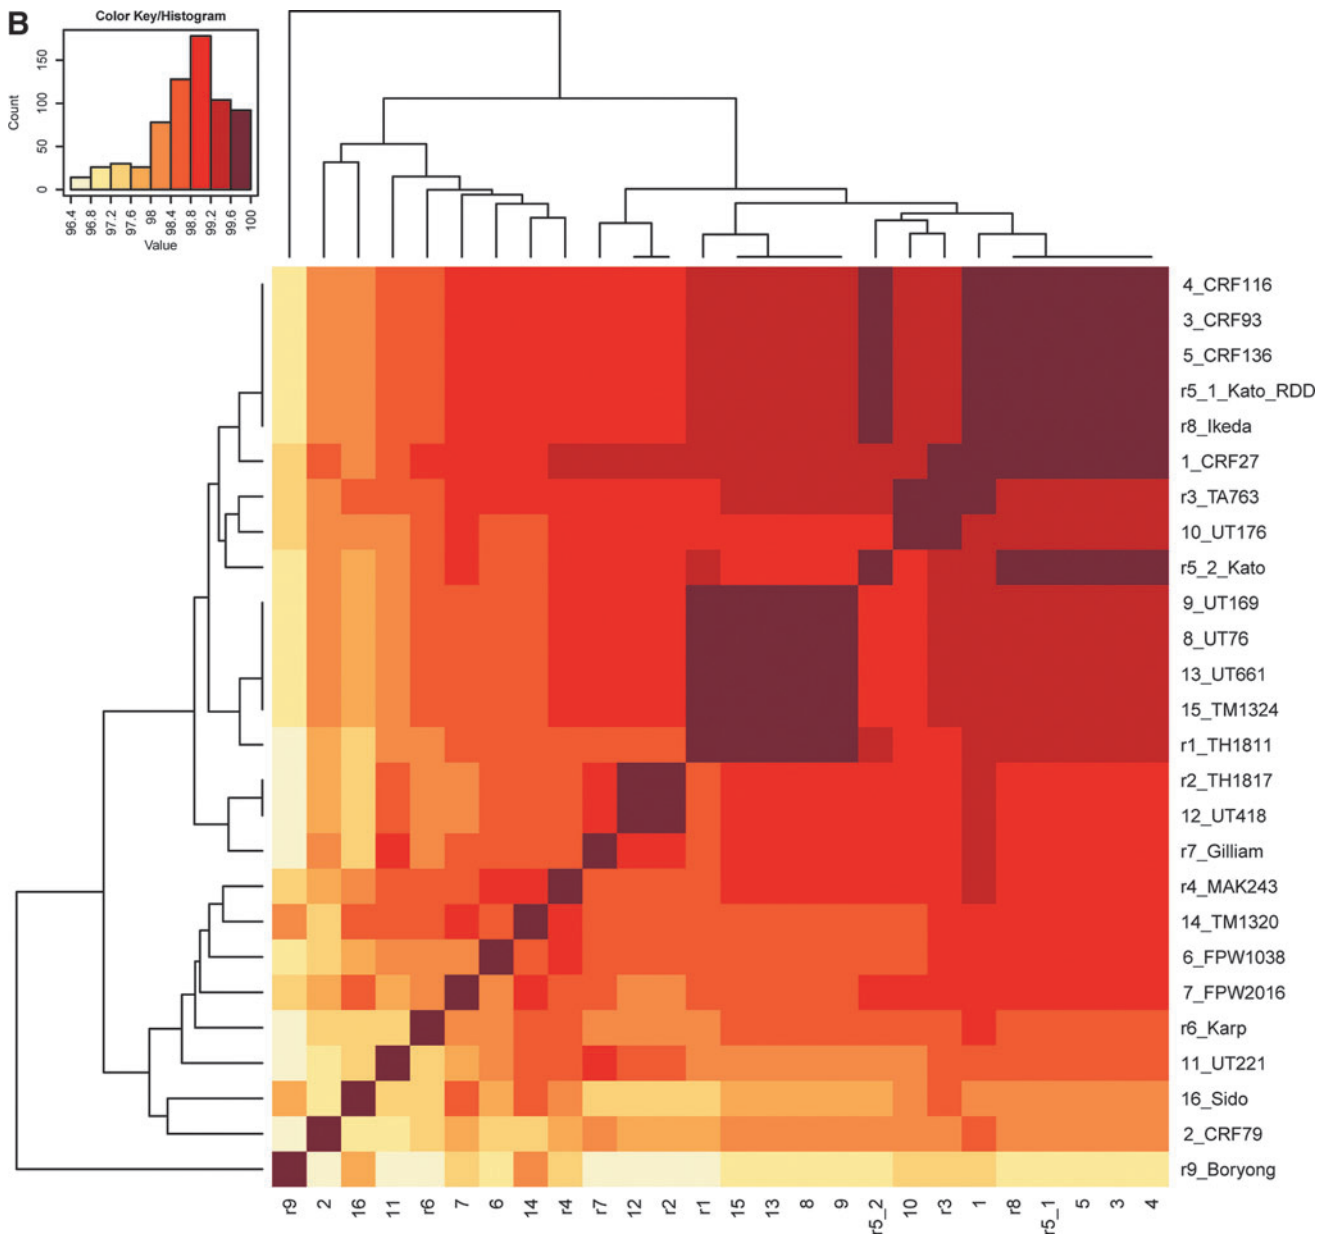 B
Color Key/Histogram
Count
0
50
100
150
96.4
96.8
97.2
97.6
98
98.4
98.8
99.2
99.6
100
Value
4_CRF116
3_CRF93
5_CRF136
r5_1_Kato_RDD
r8_Ikeda
1_CRF27
r3_TA763
10_UT176
r5_2_Kato
9_UT169
8_UT76
13_UT661
15_TM1324
r1_TH1811
r2_TH1817
12_UT418
r7_Gilliam
r4_MAK243
14_TM1320
6_FPW1038
7_FPW2016
r6_Karp
11_UT221
16_Sido
2_CRF79
r9_Boryong
r9
2
16
11
r6
7
6
14
r4
r7
12
r2
r1
15
13
8
9
r5_2
10
r3
1
r8
r5_1
5
3
4